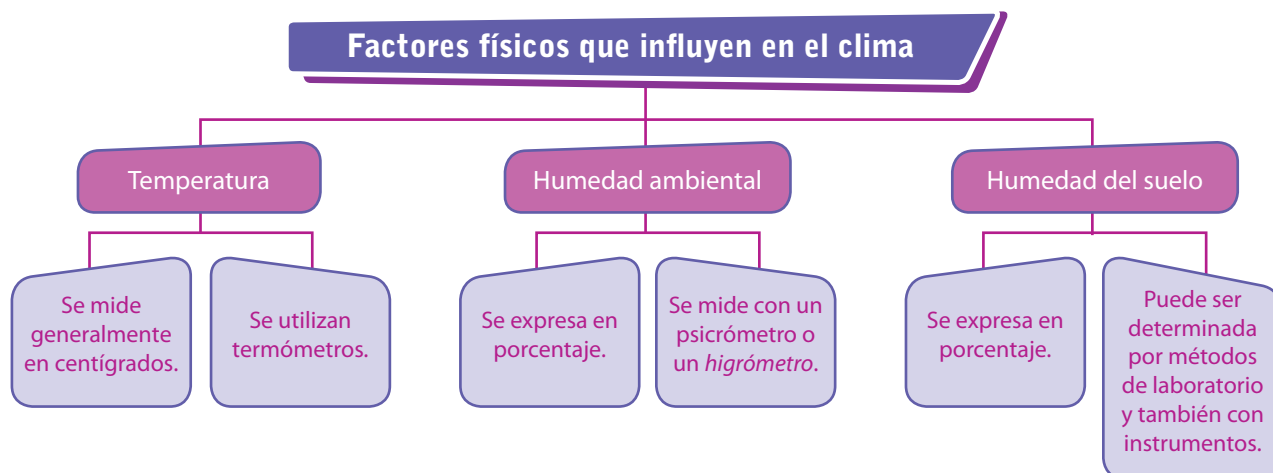 Factores físicos que influyen en el clima
Temperatura
Humedad ambiental
Humedad del suelo
Se mide
generalmente
en centígrados.
Se utilizan
termómetros.
Se expresa en
porcentaje.
Se mide con un
psicrómetro o
un higrómetro.
Se expresa en
porcentaje.
Puede ser
determinada
por métodos
de laboratorio
y también con
instrumentos.